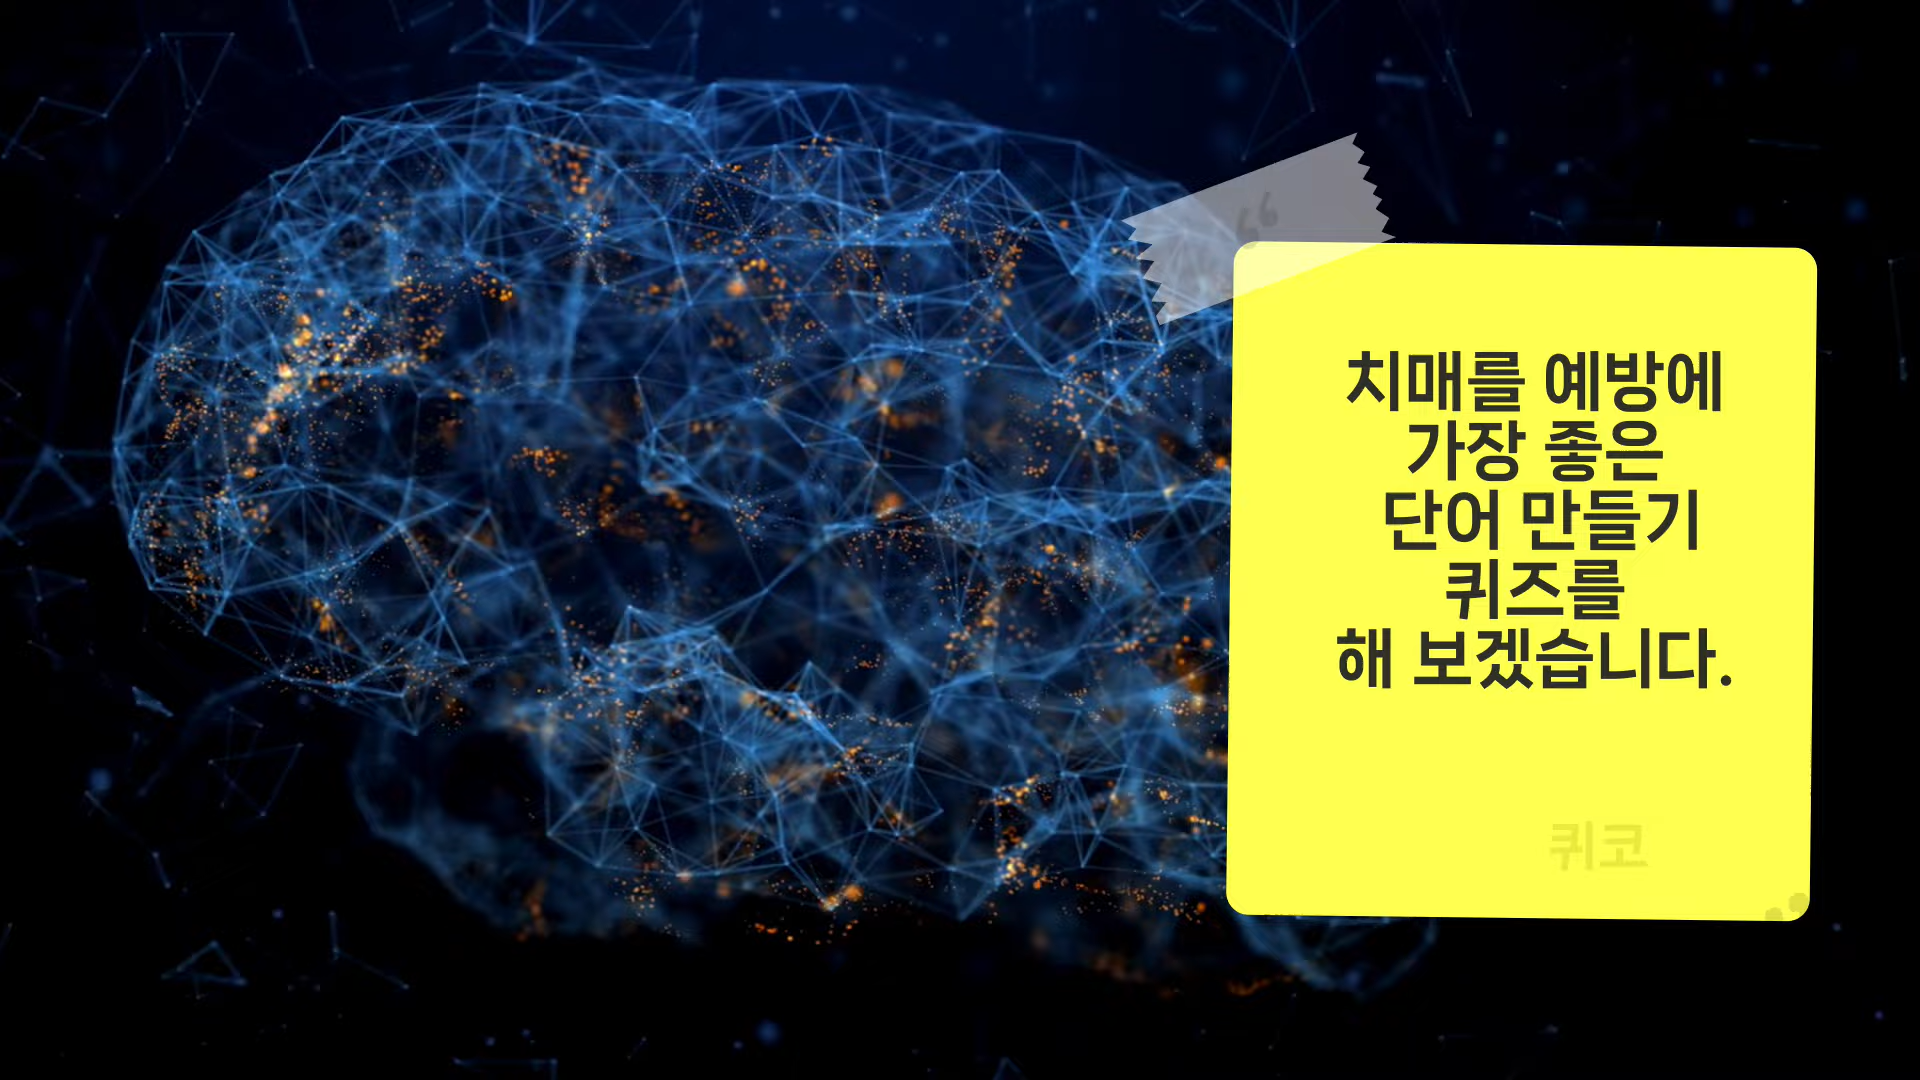 치매를 예방에
가장 좋은
단어 만들기
퀴즈를
해 보겠습니다.
퀴코